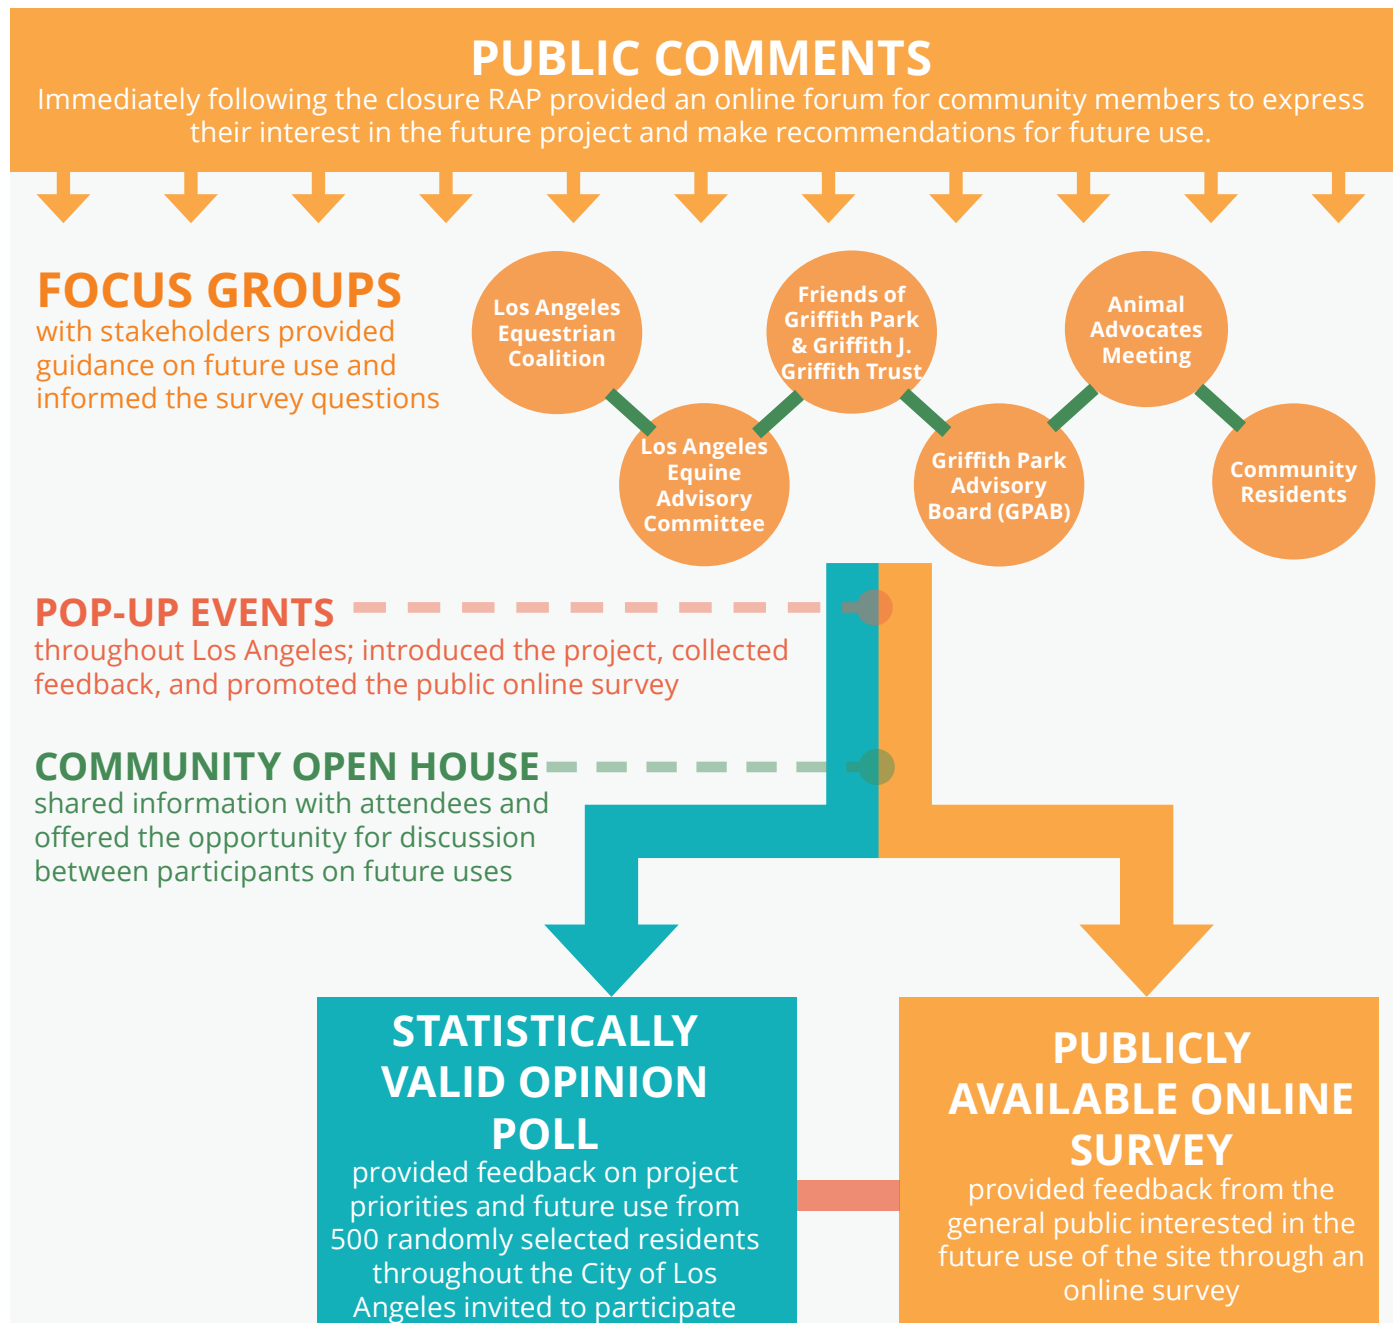 PUBLIC COMMENTS
Immediately following the closure RAP provided an online forum for community members to express
their interest in the future project and make recommendations for future use.
FOCUS GROUPS
with stakeholders provided
guidance on future use and
informed the survey questions
Los Angeles
Equestrian
Coalition
Los Angeles
Equine
Advisory
Committee
Friends of
Griffith Park
& Griffith J.
Griffith Trust
Griffith Park
Advisory
Board (GPAB)
Animal
Advocates
Meeting
Community
Residents
POP-UP EVENTS
throughout Los Angeles; introduced the project, collected
feedback, and promoted the public online survey
COMMUNITY OPEN HOUSE
shared information with attendees and
offered the opportunity for discussion
between participants on future uses
STATISTICALLY
VALID OPINION
POLL
provided feedback on project
priorities and future use from
500 randomly selected residents
throughout the City of Los
Angeles invited to participate
PUBLICLY
AVAILABLE ONLINE
SURVEY
provided feedback from the
general public interested in the
future use of the site through an
online survey